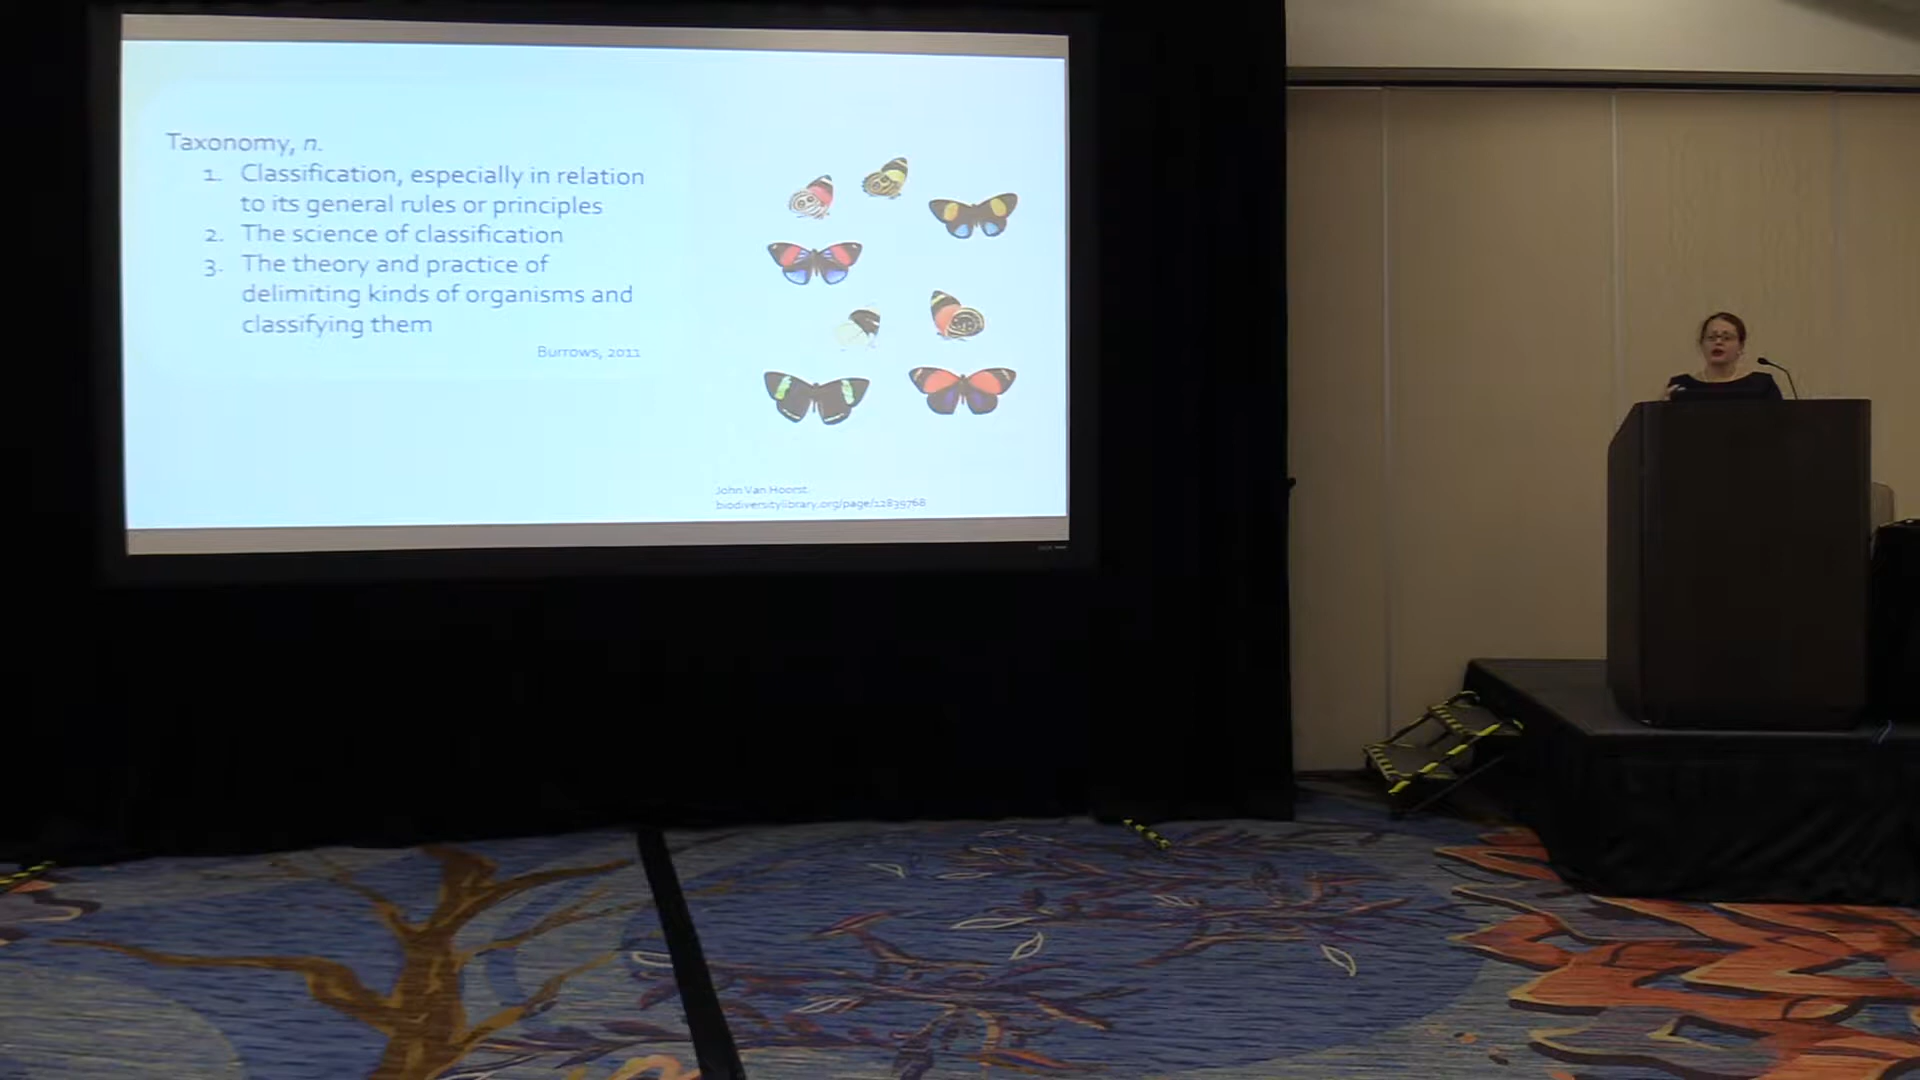 Taxonomy, n.
1. Classification, especially in relation
to its general rules or principles
2. The science of classification
3. The theory and practice of
delimiting kinds of organisms and
classifying them
Burrows, 2011
John Van Hoorst.
biodiversitylibrary.org/page/12839768